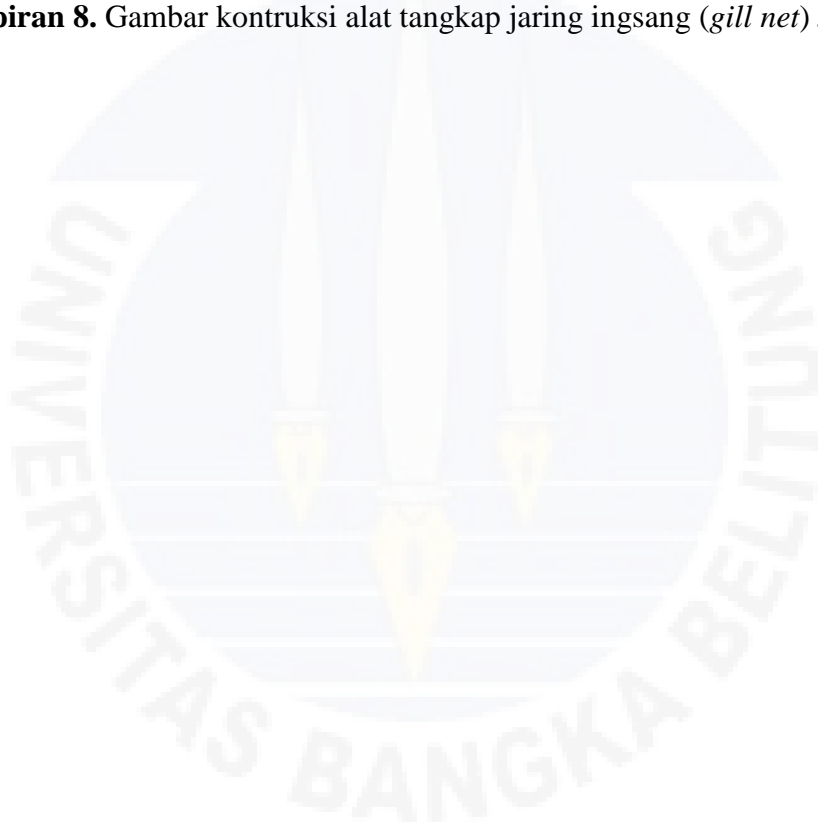 piran 8. Gambar kontruksi alat tangkap jaring ingsang (gill net)
UNIVERSITAS BANGKA BELITUNG